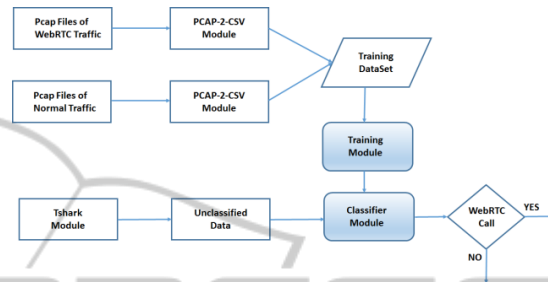 Pcap Files of
WebRTC Traffic
PCAP-2-CSV
Module
Training
DataSet
Pcap Files of
Normal Traffic
PCAP-2-CSV
Module
Training
Module
Tshark
Module
Unclassified
Data
Classifier
Module
WebRTC
Call
YES
NO